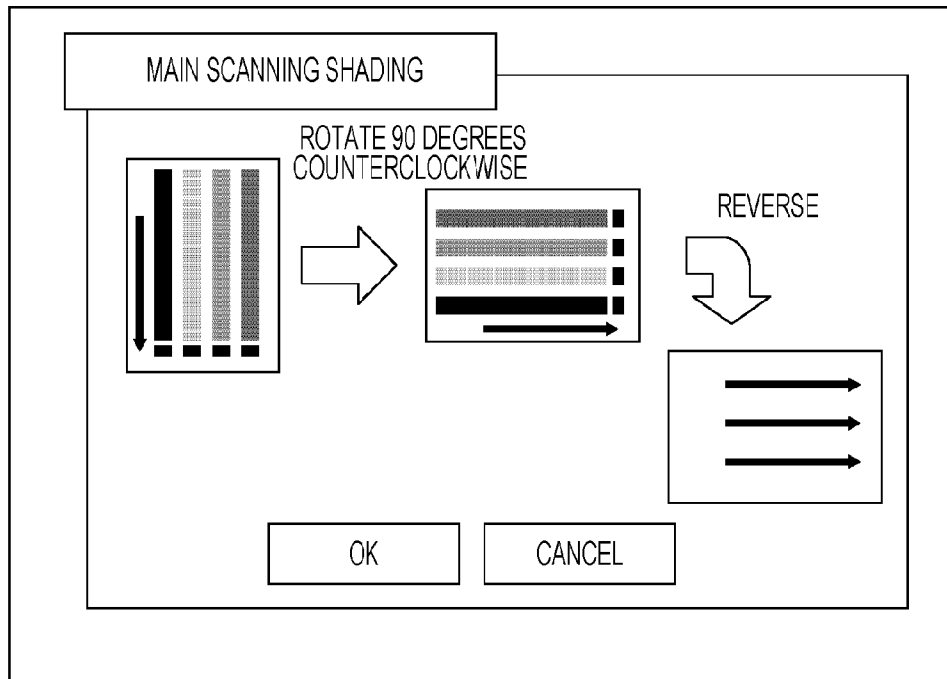 MAIN SCANNING SHADING
ROTATE 90 DEGREES
COUNTERCLOCKWISE
REVERSE
OK
CANCEL